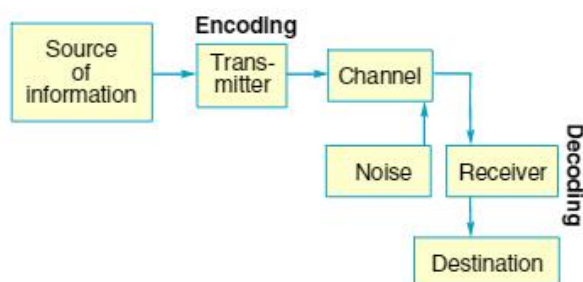 Encoding
Source
of
information
Trans-
mitter
Channel
Noise
Receiver
Decoding
Destination